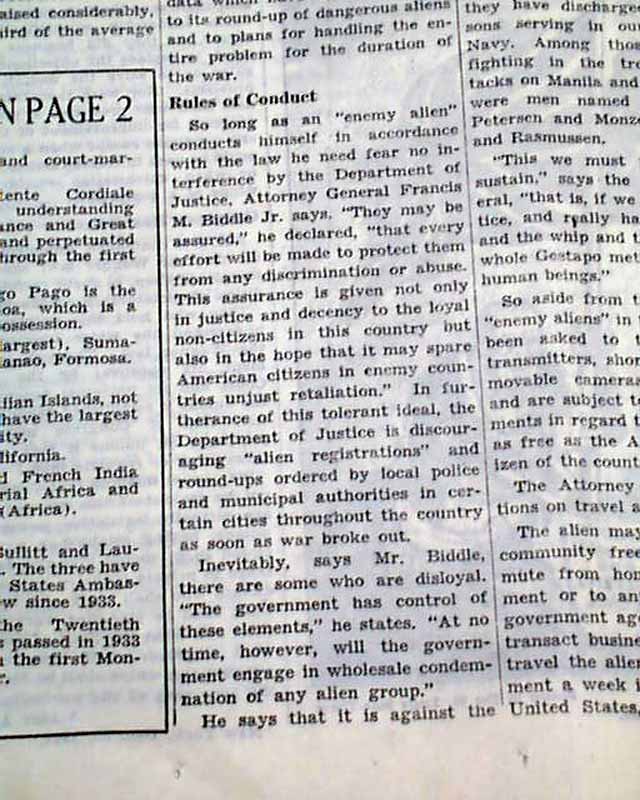 aised considerably.
ird of the average
N PAGE 2
and court-mar-
tente Cordiale
understanding
ance and Great
and perpetuated
through the first
go Pago is the
oa, which is a
ossession.
argest), Suma-
anao, Formosa.
iian Islands, not
have the largest
ity.
lifornia.
d French India
rial Africa and
(Africa).
Bullitt and Lau-
. The three have
States Ambas-
w since 1933.
he Twentieth
s passed in 1933
the first Mon-
r.
to its round-up of dangerous aliens
and to plans for handling the en-
tire problem for the duration of
the war.
Rules of Conduct
So long as an "enemy alien"
conducts himself in accordance
with the law he need fear no in-
terference by the Department of
Justice, Attorney General Francis
M. Biddle Jr. says. "They may be
assured," he declared, "that every
effort will be made to protect them
from any discrimination or abuse.
This assurance is given not only
in justice and decency to the loyal
non-citizens in this country but
also in the hope that it may spare
American citizens in enemy coun-
tries unjust retaliation." In fur-
therance of this tolerant ideal, the
Department of Justice is discour-
aging "alien registrations" and
round-ups ordered by local police
and municipal authorities in cer-
tain cities throughout the country
as soon as war broke out.
Inevitably, says Mr. Biddle,
there are some who are disloyal.
"The government has control of
these elements," he states. "At no
time, however, will the govern-
ment engage in wholesale condem-
nation of any alien group."
He says that it is against the
they have discharged
sons serving in ou
Navy. Among thos
fighting in the tre
tacks on Manila and
were men named
Petersen and Monze
and Rasmussen.
"This we must
sustain," says the
eral, "that is, if we
tice, and really ha
and the whip and t
whole Gestapo met
human beings."
So aside from t
"enemy aliens" in t
been asked to t
transmitters, shor
movable camera
and are subject to
ments in regard t
as free as the A
izen of the count
The Attorney
tions on travel a
The alien may
community free
mute from hom
ment or to an
government age
transact busine
travel the alien
ment a week i
United States,